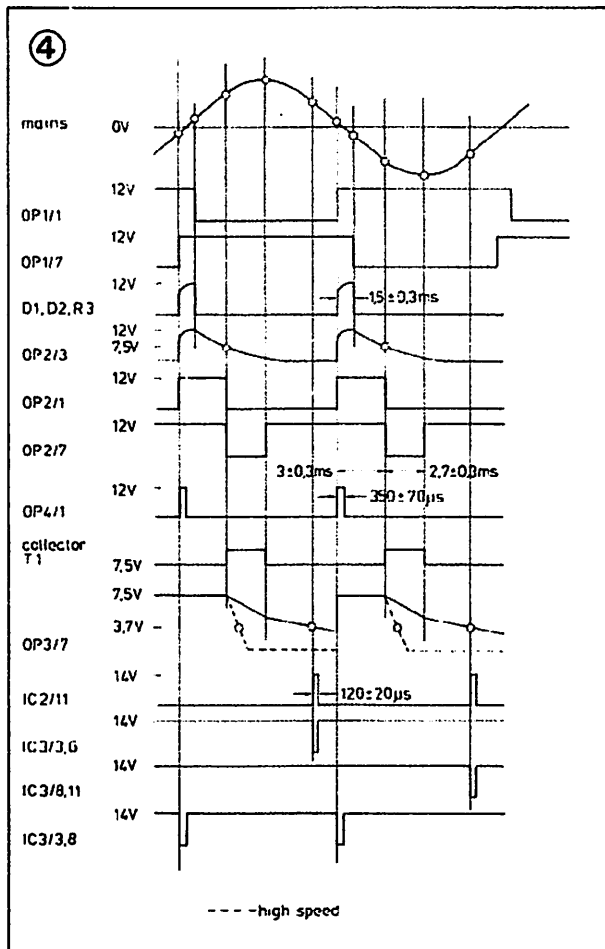 4
mains 0V
12V
OP1/1
12V
OP1/7
12V
D1, D2, R3
1,5±0,3ms
12V
7,5V
OP2/3
12V
OP2/1
12V
OP2/7
3±0,3ms 2,7±0,3ms
12V
350±70µs
OP4/1
collector
T1
7,5V
7,5V
3,7V
OP3/7
14V
IC2/11
120±20µs
14V
IC3/3,6
14V
IC3/8,11
14V
IC3/3,8
----high speed